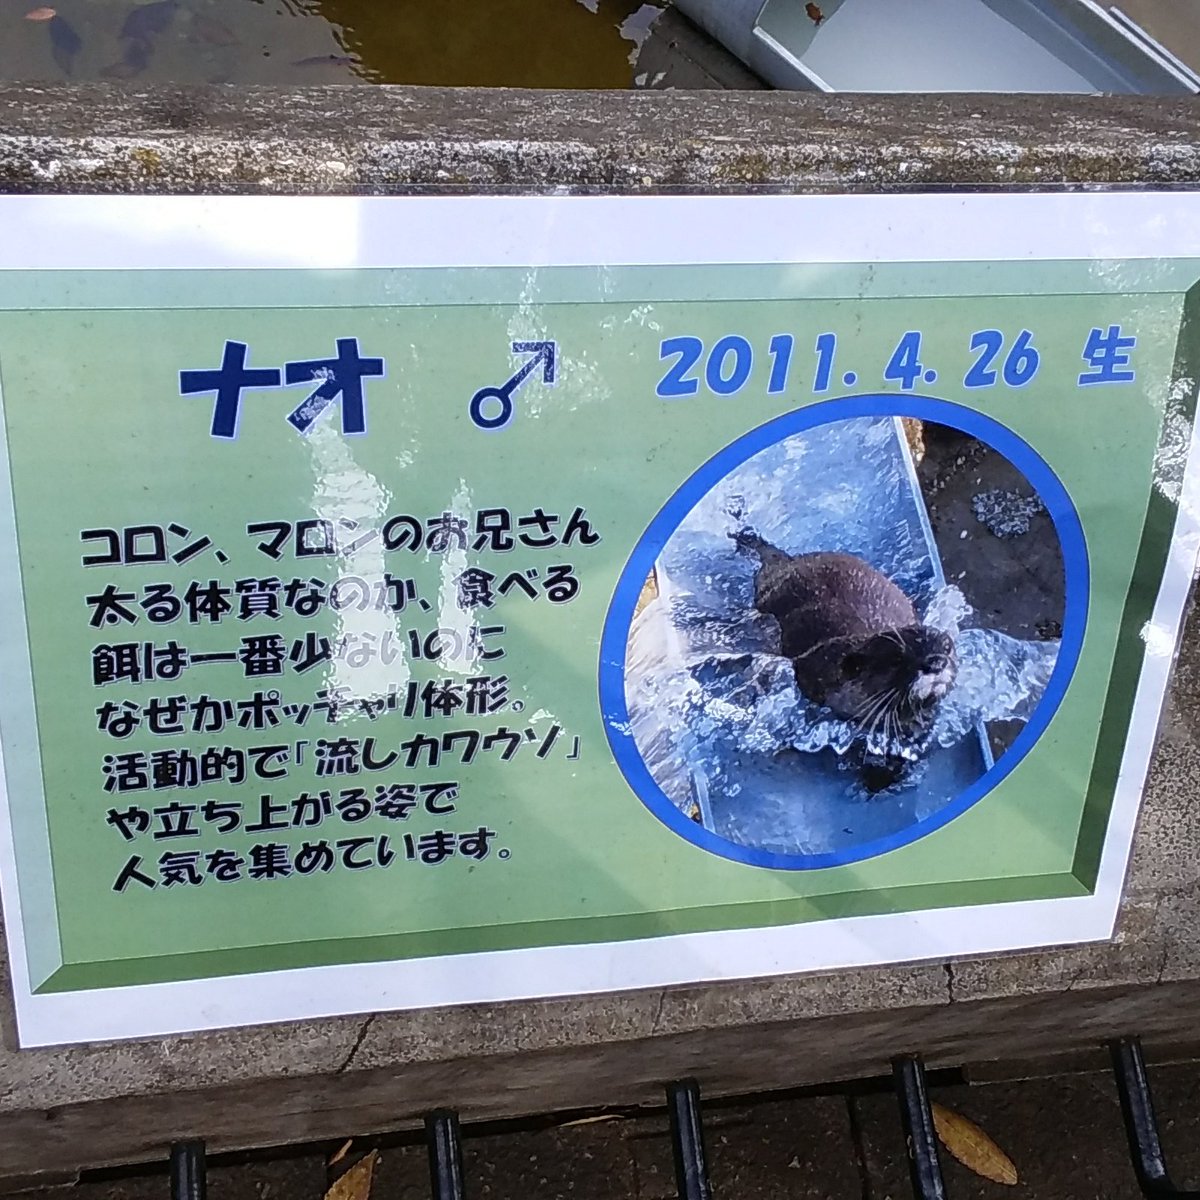 ナオ ♂ 2011.4.26 生
コロン、マロンのお兄さん
太る体質なのか、食べる
餌は一番少ないのに
なぜかポッチャリ体形。
活動的で「流しカワウソ」
や立ち上がる姿で
人気を集めています。